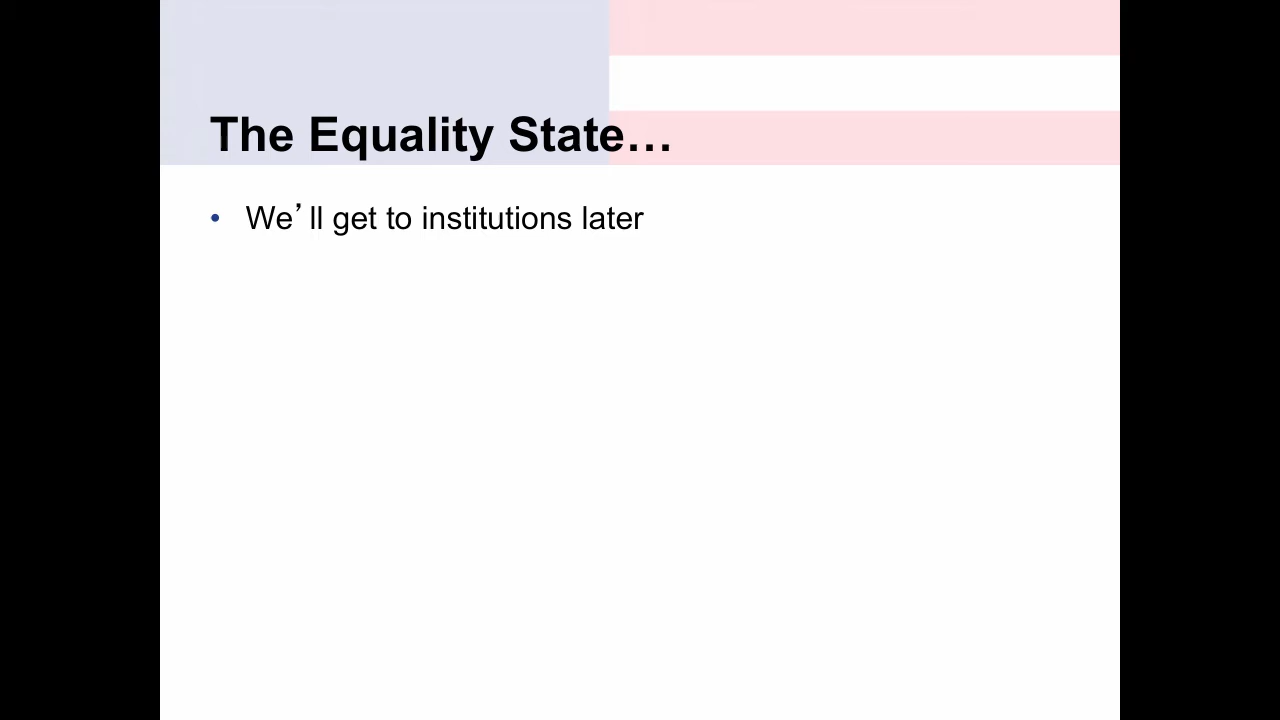 The Equality State…
• We’ll get to institutions later